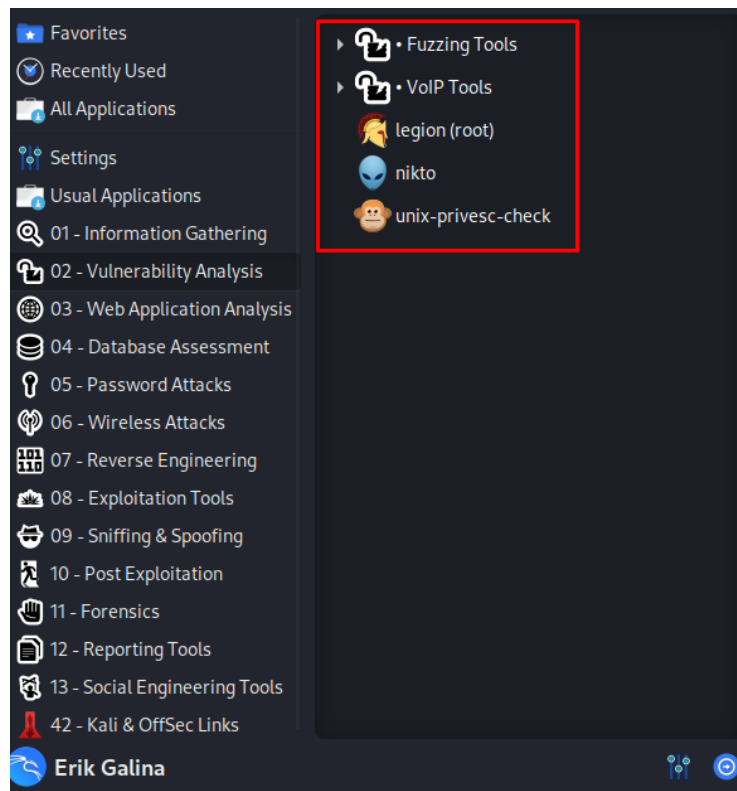 Favorites
Recently Used
All Applications
Settings
Usual Applications
01 - Information Gathering
02 - Vulnerability Analysis
03 - Web Application Analysis
04 - Database Assessment
05 - Password Attacks
06 - Wireless Attacks
07 - Reverse Engineering
08 - Exploitation Tools
09 - Sniffing & Spoofing
10 - Post Exploitation
11 - Forensics
12 - Reporting Tools
13 - Social Engineering Tools
42 - Kali & OffSec Links
Erik Galina
• Fuzzing Tools
• VoIP Tools
legion (root)
nikto
unix-privesc-check